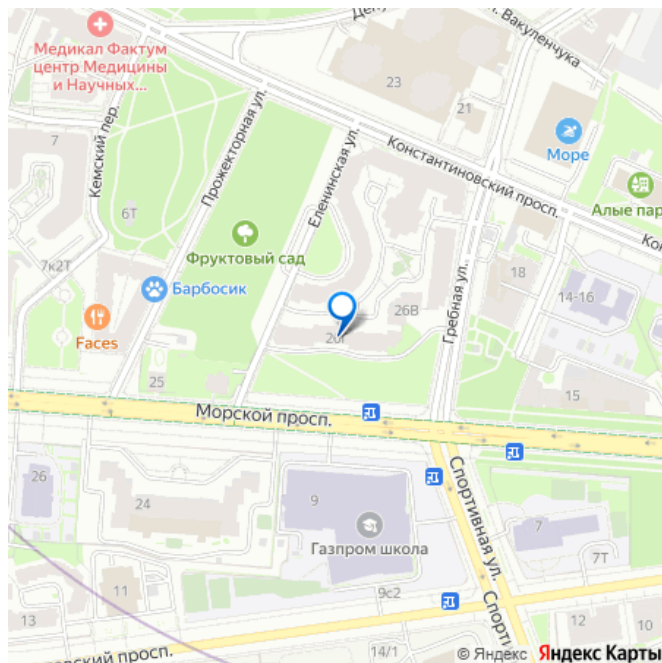 Медикал Фактум
центр Медицины
и Научных...
23
21
Вакуленчука
Кемский пер.
7
Прожекторная ул.
Еленинская ул.
Константиновский просп.
Море
Алые пар
6Т
Фруктовый сад
7к2Т
Барбосик
Faces
Гребная ул.
18
14-16
26В
15
25
Морской просп.
26
24
9
Газпром школа
Спортивная ул.
7
7Т
11
9с2
13
14/1
12
10
© Яндекс Яндекс Карты